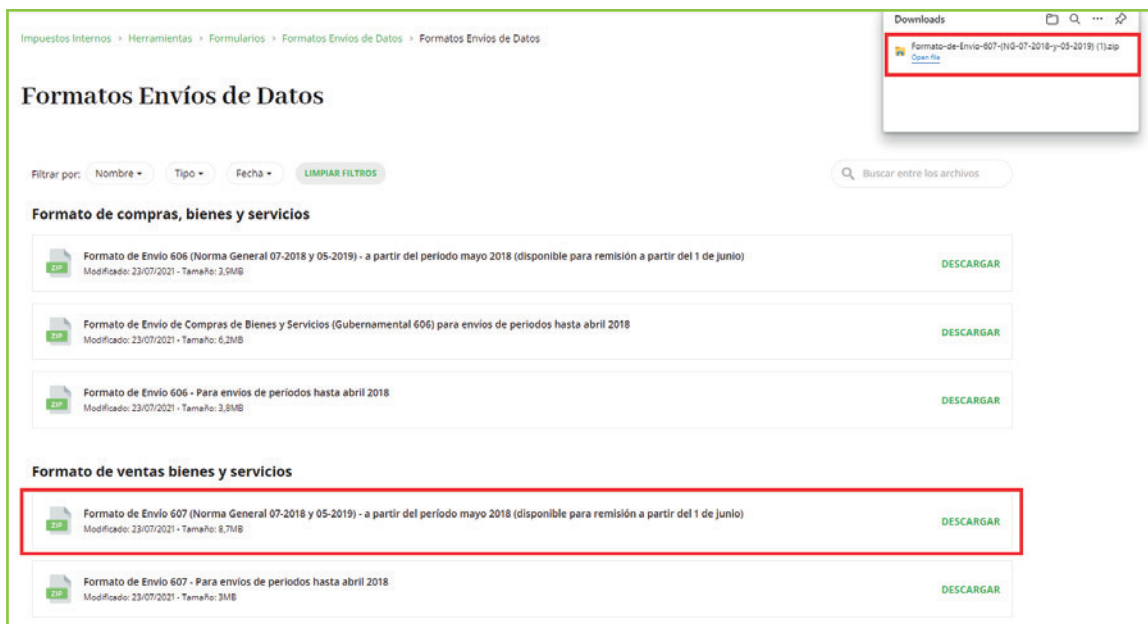 Impuestos Internos > Herramientas > Formularios > Formatos Envíos de Datos > Formatos Envíos de Datos
Downloads
Formato-de-Envio-607-(NG-07-2018-y-05-2019) (1).zip
Open file
Formatos Envíos de Datos
Filtrar por: Nombre Tipo Fecha LIMPIAR FILTROS
Buscar entre los archivos
Formato de compras, bienes y servicios
ZIP
Formato de Envío 606 (Norma General 07-2018 y 05-2019) - a partir del período mayo 2018 (disponible para remisión a partir del 1 de junio)
Modificado: 23/07/2021 - Tamaño: 3,9MB
DESCARGAR
ZIP
Formato de Envío de Compras de Bienes y Servicios (Gubernamental 606) para envíos de periodos hasta abril 2018
Modificado: 23/07/2021 - Tamaño: 6,2MB
DESCARGAR
ZIP
Formato de Envío 606 - Para envíos de períodos hasta abril 2018
Modificado: 23/07/2021 - Tamaño: 3,8MB
DESCARGAR
Formato de ventas bienes y servicios
ZIP
Formato de Envío 607 (Norma General 07-2018 y 05-2019) - a partir del período mayo 2018 (disponible para remisión a partir del 1 de junio)
Modificado: 23/07/2021 - Tamaño: 8,7MB
DESCARGAR
ZIP
Formato de Envío 607 - Para envíos de periodos hasta abril 2018
Modificado: 23/07/2021 - Tamaño: 3MB
DESCARGAR